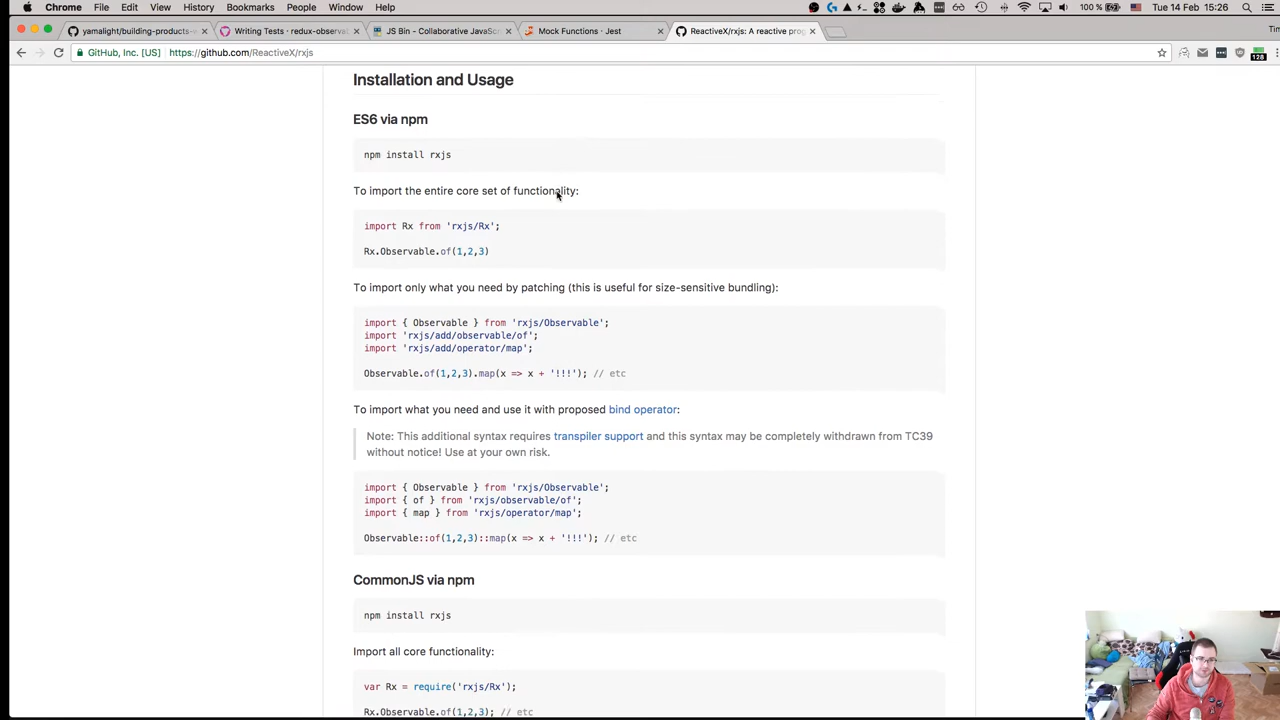 Chrome File Edit View History Bookmarks People Window Help 100 % Tue 14 Feb 15:26
yamalight/building-products-w Writing Tests · redux-observab JS Bin - Collaborative JavaSc Mock Functions · Jest ReactiveX/rxjs: A reactive prog Tim
GitHub, Inc. [US] https://github.com/ReactiveX/rxjs 128
Installation and Usage
ES6 via npm
npm install rxjs
To import the entire core set of functionality:
import Rx from 'rxjs/Rx';
Rx.Observable.of(1,2,3)
To import only what you need by patching (this is useful for size-sensitive bundling):
import { Observable } from 'rxjs/Observable';
import 'rxjs/add/observable/of';
import 'rxjs/add/operator/map';
Observable.of(1,2,3).map(x => x + '!!!'); // etc
To import what you need and use it with proposed bind operator:
Note: This additional syntax requires transpiler support and this syntax may be completely withdrawn from TC39
without notice! Use at your own risk.
import { Observable } from 'rxjs/Observable';
import { of } from 'rxjs/observable/of';
import { map } from 'rxjs/operator/map';
Observable::of(1,2,3)::map(x => x + '!!!'); // etc
CommonJS via npm
npm install rxjs
Import all core functionality:
var Rx = require('rxjs/Rx');
Rx.Observable.of(1,2,3); // etc